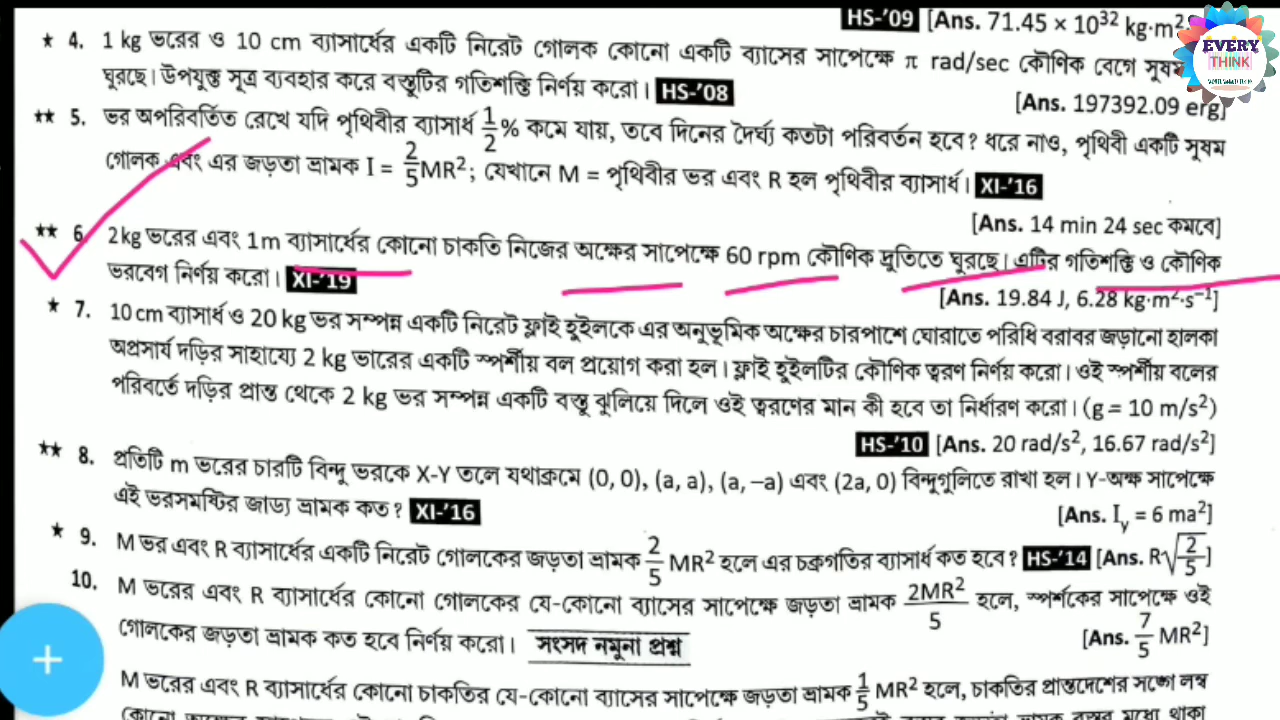 HS-'09 [Ans. 71.45 × 10³² kg·m²
EVERY
THINK
★ 4. 1 kg ভরের ও 10 cm ব্যাসার্ধের একটি নিরেট গোলক কোনো একটি ব্যাসের সাপেক্ষে π rad/sec কৌণিক বেগে সুষম
ঘুরছে। উপযুক্ত সূত্র ব্যবহার করে বস্তুটির গতিশক্তি নির্ণয় করো। HS-'08 [Ans. 197392.09 erg]
★★ 5. ভর অপরিবর্তিত রেখে যদি পৃথিবীর ব্যাসার্ধ 1/2% কমে যায়, তবে দিনের দৈর্ঘ্য কতটা পরিবর্তন হবে? ধরে নাও, পৃথিবী একটি সুষম
গোলক এবং এর জড়তা ভ্রামক I = 2/5 MR²; যেখানে M = পৃথিবীর ভর এবং R হল পৃথিবীর ব্যাসার্ধ। XI-'16
[Ans. 14 min 24 sec কমবে]
★★ 6. 2kg ভরের এবং 1m ব্যাসার্ধের কোনো চাকতি নিজের অক্ষের সাপেক্ষে 60 rpm কৌণিক দ্রুতিতে ঘুরছে। এটির গতিশক্তি ও কৌণিক
ভরবেগ নির্ণয় করো। XI-'19 [Ans. 19.84 J, 6.28 kg·m²·s⁻¹]
★ 7. 10 cm ব্যাসার্ধ ও 20 kg ভর সম্পন্ন একটি নিরেট ফ্লাই হুইলকে এর অনুভূমিক অক্ষের চারপাশে ঘোরাতে পরিধি বরাবর জড়ানো হালকা
অপ্রসার্য দড়ির সাহায্যে 2 kg ভারের একটি স্পর্শীয় বল প্রয়োগ করা হল। ফ্লাই হুইলটির কৌণিক ত্বরণ নির্ণয় করো। ওই স্পর্শীয় বলের
পরিবর্তে দড়ির প্রান্ত থেকে 2 kg ভর সম্পন্ন একটি বস্তু ঝুলিয়ে দিলে ওই ত্বরণের মান কী হবে তা নির্ধারণ করো। (g = 10 m/s²)
HS-'10 [Ans. 20 rad/s², 16.67 rad/s²]
★★ 8. প্রতিটি m ভরের চারটি বিন্দু ভরকে X-Y তলে যথাক্রমে (0, 0), (a, a), (a, –a) এবং (2a, 0) বিন্দুগুলিতে রাখা হল। Y-অক্ষ সাপেক্ষে
এই ভরসমষ্টির জাড্য ভ্রামক কত? XI-'16 [Ans. I_y = 6 ma²]
★ 9. M ভর এবং R ব্যাসার্ধের একটি নিরেট গোলকের জড়তা ভ্রামক 2/5 MR² হলে এর চক্রগতির ব্যাসার্ধ কত হবে? HS-'14 [Ans. R√(2/5)]
10. M ভরের এবং R ব্যাসার্ধের কোনো গোলকের যে-কোনো ব্যাসের সাপেক্ষে জড়তা ভ্রামক 2MR²/5 হলে, স্পর্শকের সাপেক্ষে ওই
গোলকের জড়তা ভ্রামক কত হবে নির্ণয় করো। সংসদ নমুনা প্রশ্ন [Ans. 7/5 MR²]
M ভরের এবং R ব্যাসার্ধের কোনো চাকতির যে-কোনো ব্যাসের সাপেক্ষে জড়তা ভ্রামক 1/5 MR² হলে, চাকতির প্রান্তদেশের সঙ্গে লম্ব